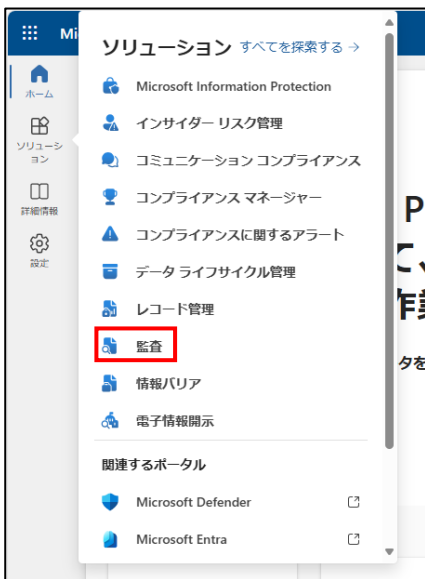 Mi
ソリューション すべてを探索する →
ホーム
ソリューシ
ョン
詳細情報
設定
Microsoft Information Protection
インサイダー リスク管理
コミュニケーション コンプライアンス
コンプライアンス マネージャー
コンプライアンスに関するアラート
データ ライフサイクル管理
レコード管理
監査
情報バリア
電子情報開示
関連するポータル
Microsoft Defender
Microsoft Entra
P
て、
作業
タを